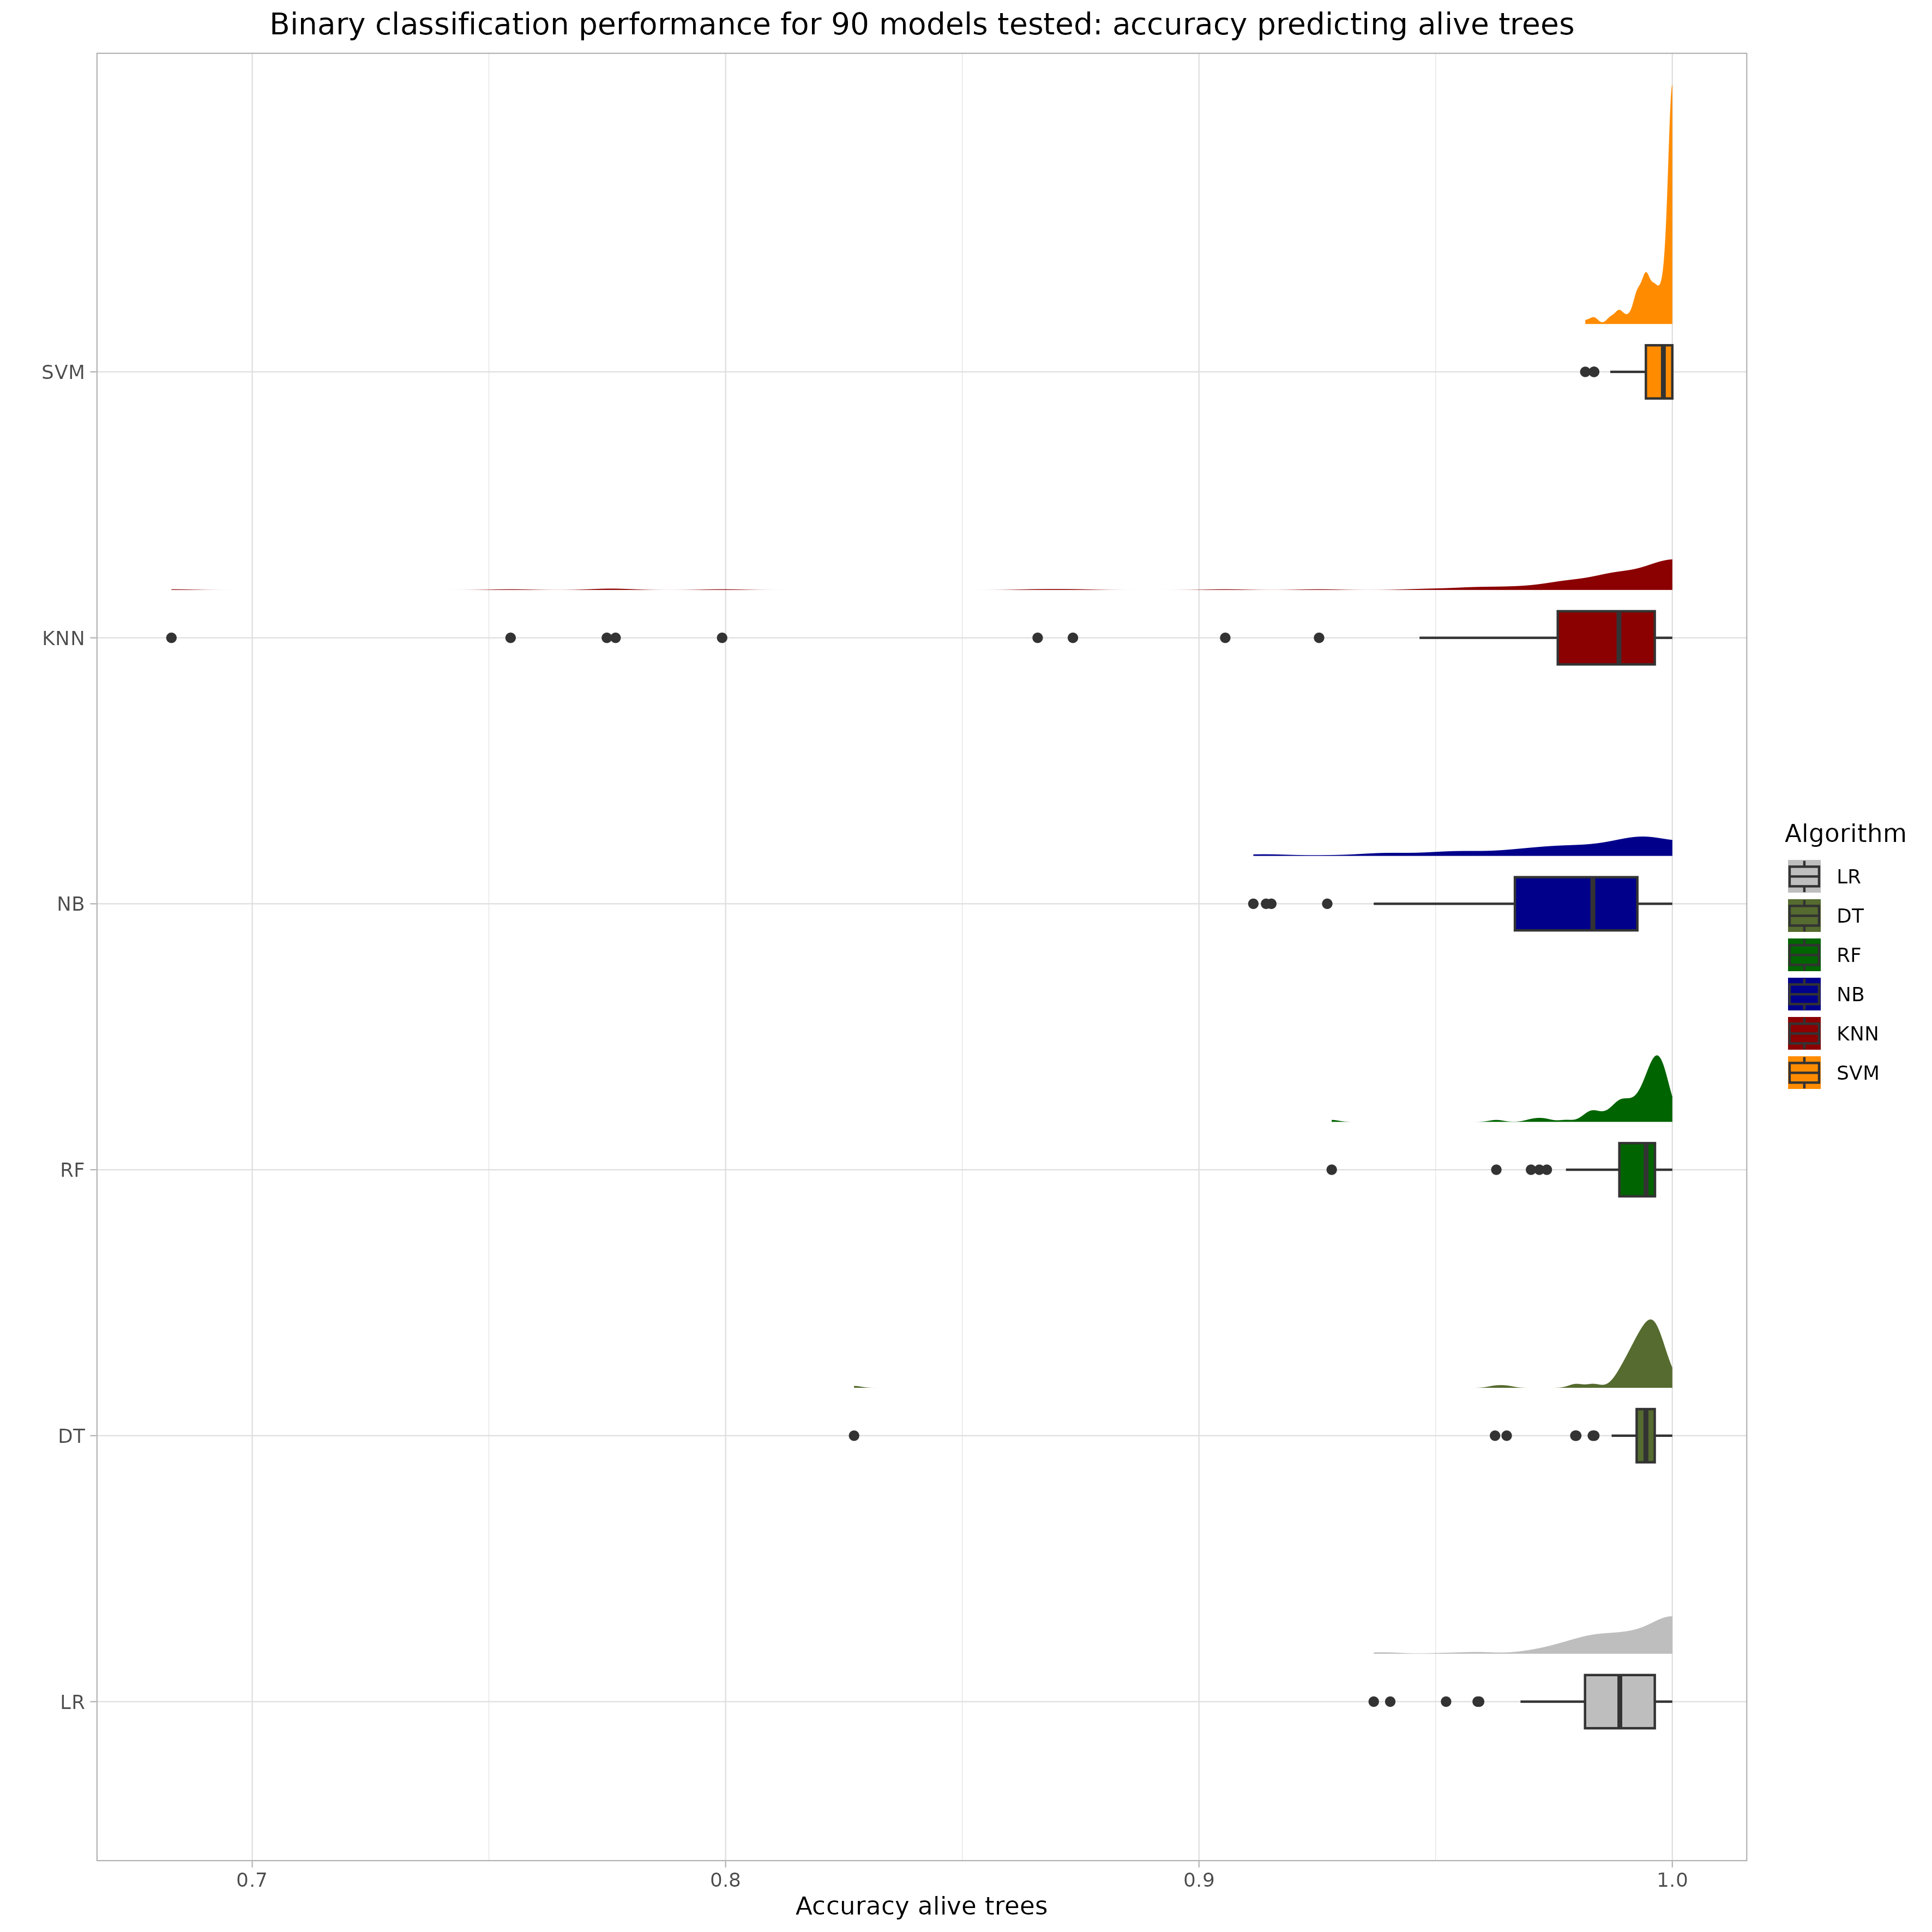 Binary classification performance for 90 models tested: accuracy predicting alive trees
SVM
KNN
NB
RF
DT
LR
0.7 0.8 0.9 1.0
Accuracy alive trees
Algorithm
LR
DT
RF
NB
KNN
SVM